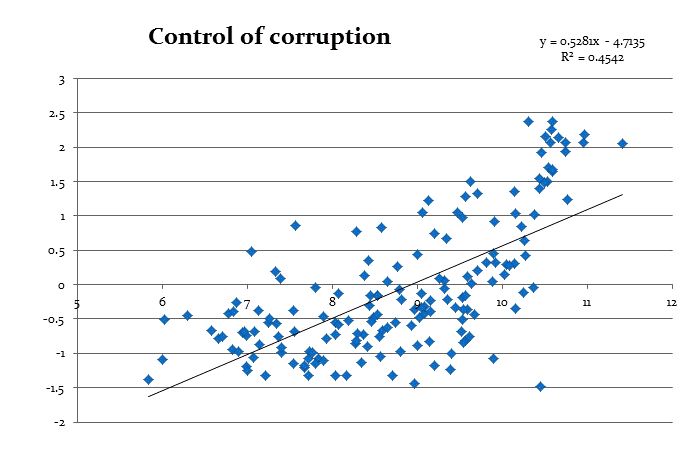 Control of corruption
y = 0.5281x - 4.7135
R² = 0.4542
3
2.5
2
1.5
1
0.5
0
5 6 7 8 9 10 11 12
-0.5
-1
-1.5
-2